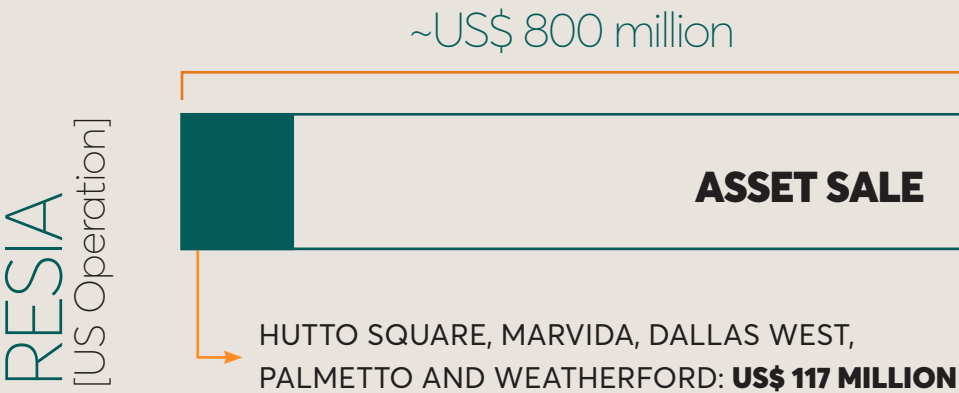 ~US$ 800 million
RESIA
[US Operation]
ASSET SALE
HUTTO SQUARE, MARVIDA, DALLAS WEST,
PALMETTO AND WEATHERFORD: US$ 117 MILLION